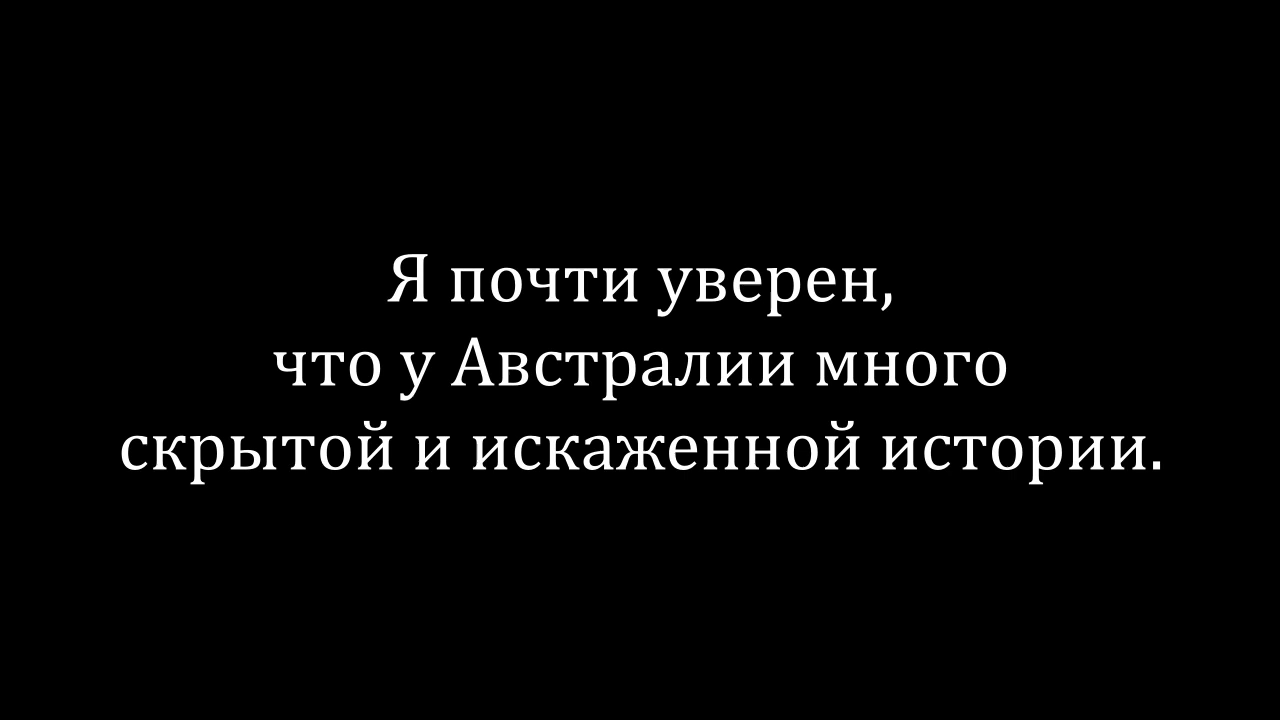 Я почти уверен,
что у Австралии много
скрытой и искаженной истории.